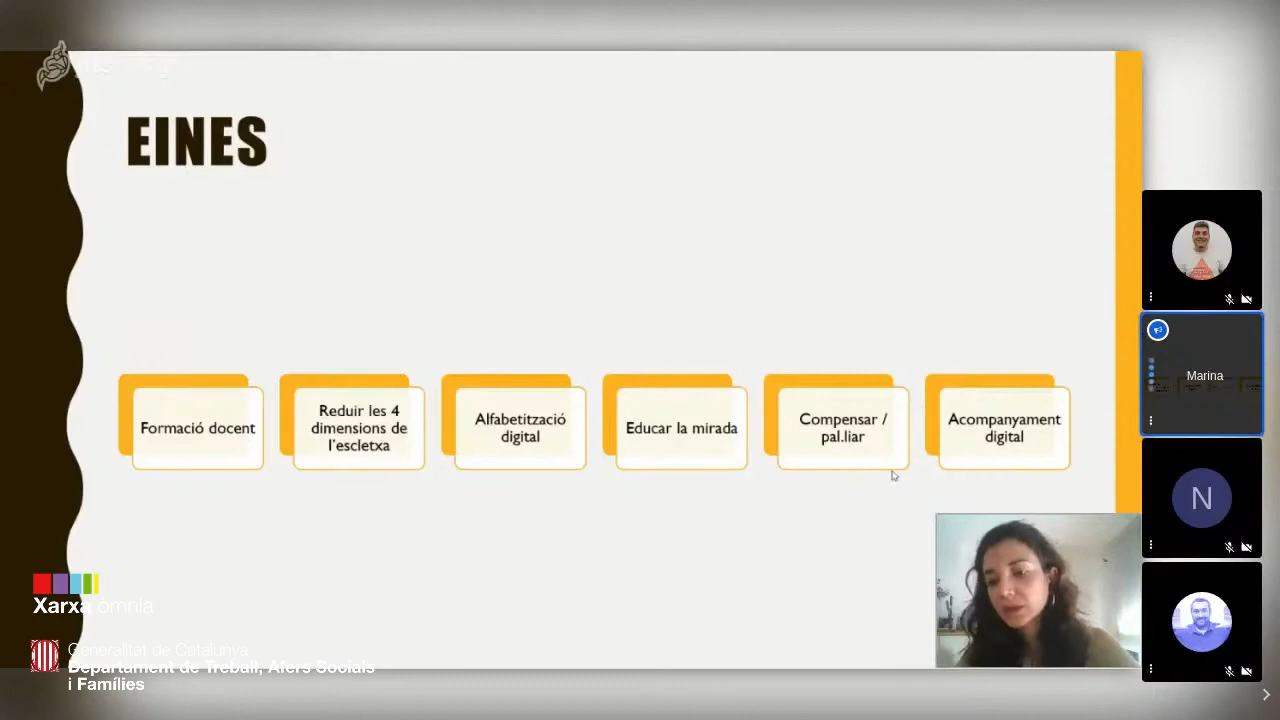 EINES
Formació docent
Reduir les 4
dimensions de
l'escletxa
Alfabetització
digital
Educar la mirada
Compensar /
pal.liar
Acompanyament
digital
Marina
N
Xarxa òmnia
Generalitat de Catalunya
Departament de Treball, Afers Socials
i Famílies